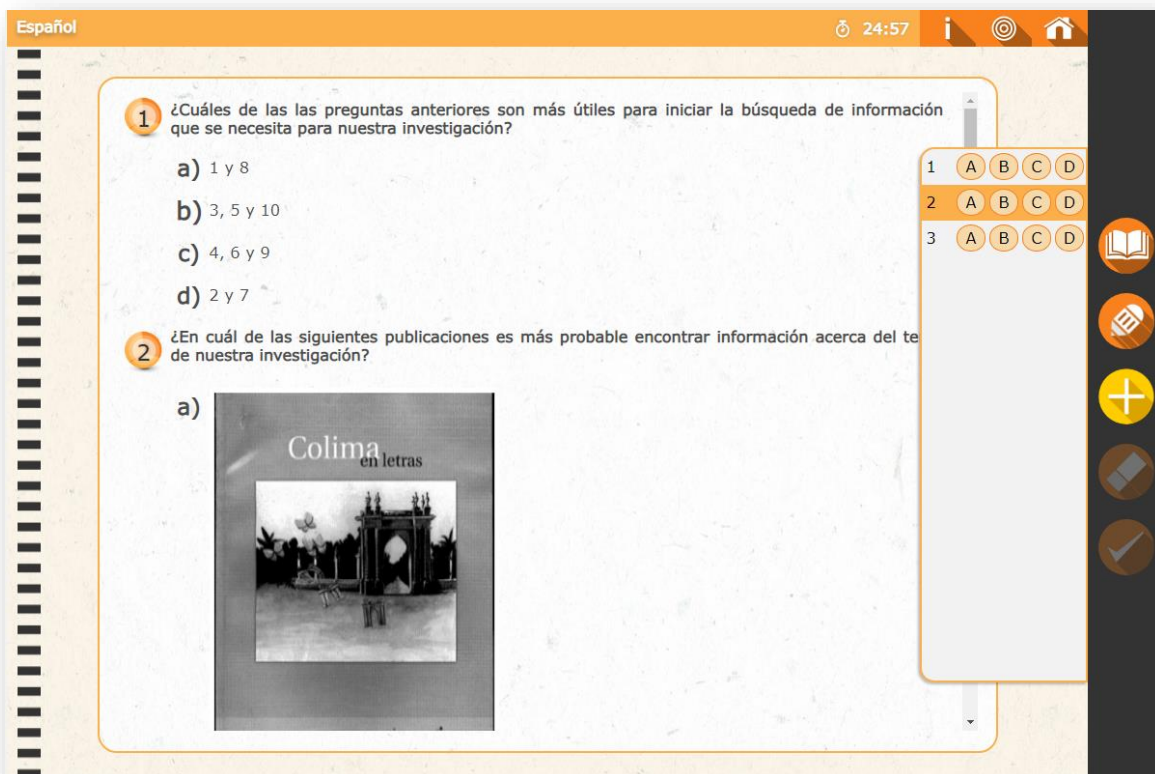 Español
24:57
1 ¿Cuáles de las las preguntas anteriores son más útiles para iniciar la búsqueda de información
que se necesita para nuestra investigación?
a) 1 y 8
b) 3, 5 y 10
c) 4, 6 y 9
d) 2 y 7
2 ¿En cuál de las siguientes publicaciones es más probable encontrar información acerca del te
de nuestra investigación?
a)
Colima
en letras
1 A B C D
2 A B C D
3 A B C D